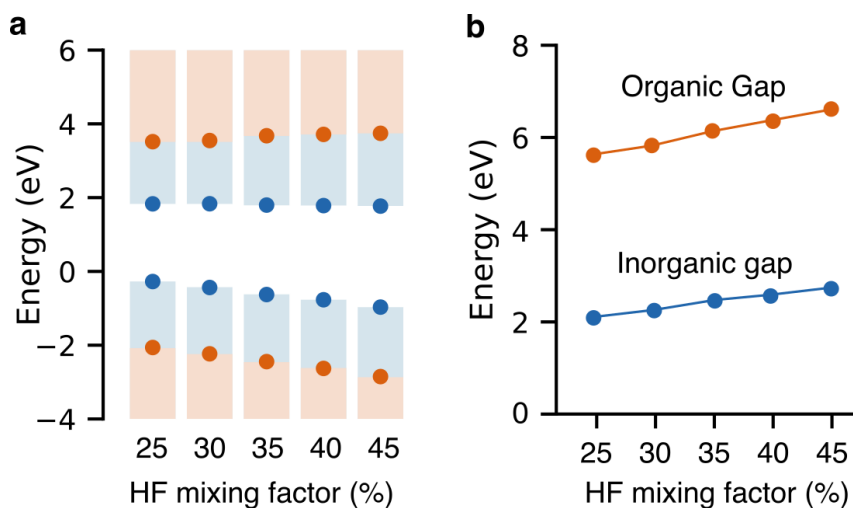 a
Energy (eV)
6
4
2
0
−2
−4
25 30 35 40 45
HF mixing factor (%)
b
Energy (eV)
8
6
4
2
0
Organic Gap
Inorganic gap
25 30 35 40 45
HF mixing factor (%)